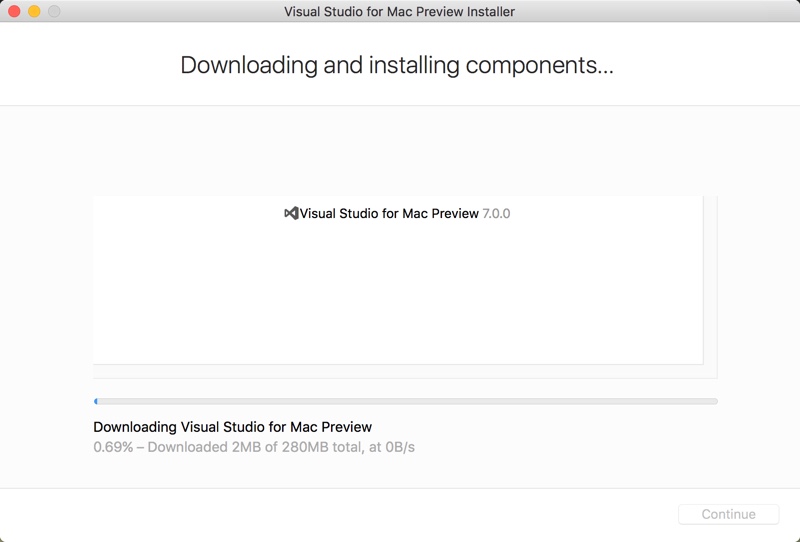 Visual Studio for Mac Preview Installer
Downloading and installing components...
Visual Studio for Mac Preview 7.0.0
Downloading Visual Studio for Mac Preview
0.69% – Downloaded 2MB of 280MB total, at 0B/s
Continue